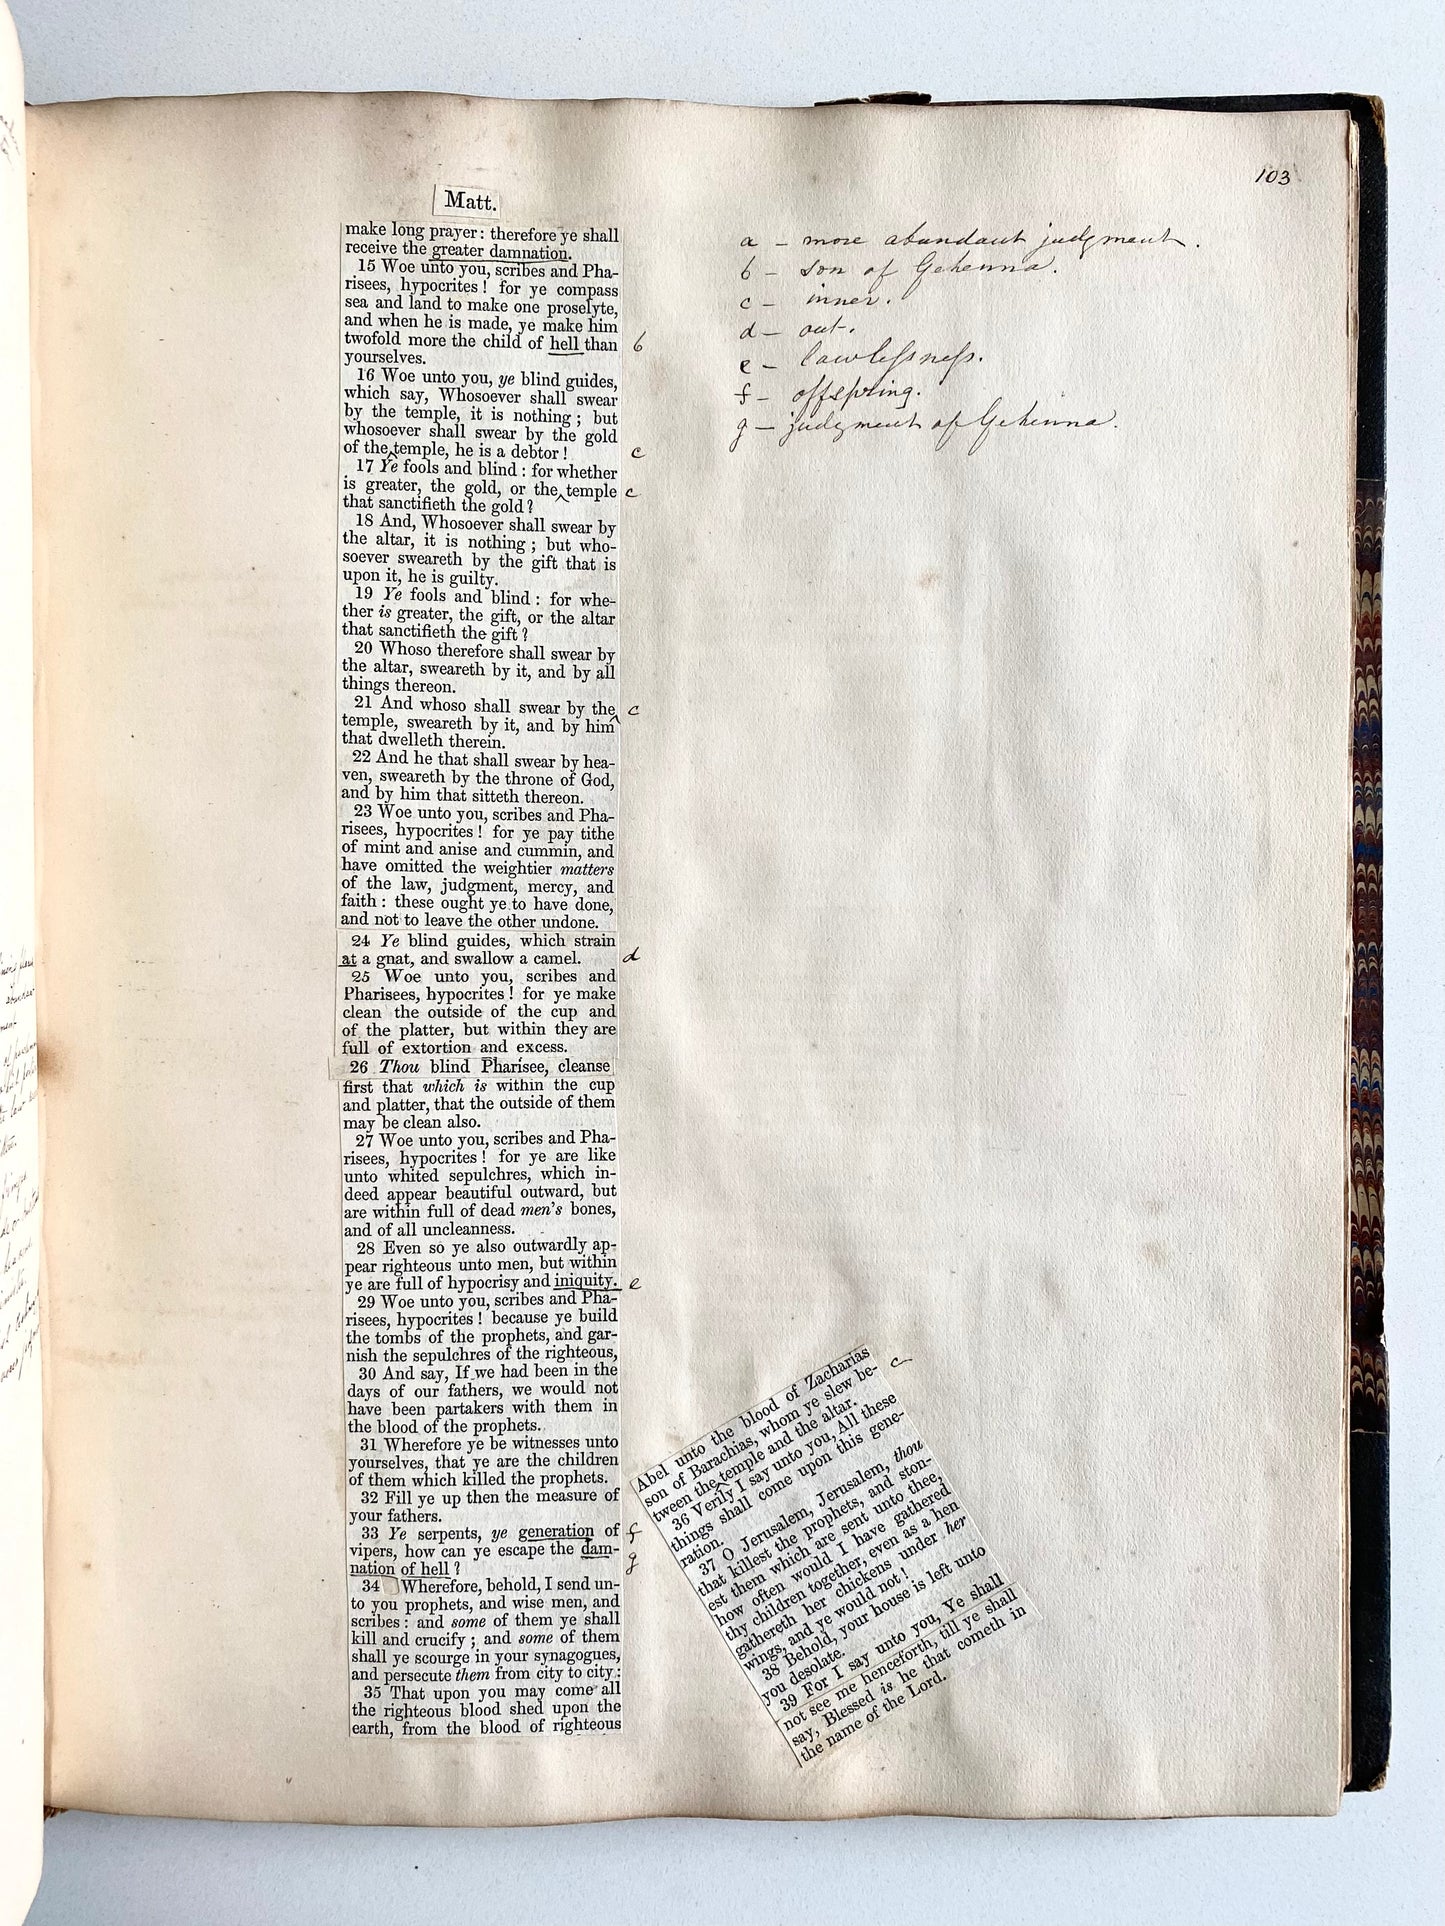 103
Matt.
make long prayer: therefore ye shall
receive the greater damnation.
15 Woe unto you, scribes and Pha-
risees, hypocrites! for ye compass
sea and land to make one proselyte,
and when he is made, ye make him
twofold more the child of hell than b
yourselves.
16 Woe unto you, ye blind guides,
which say, Whosoever shall swear
by the temple, it is nothing; but
whosoever shall swear by the gold
of the‸temple, he is a debtor! c
17 Ye fools and blind: for whether
is greater, the gold, or the‸temple c
that sanctifieth the gold?
18 And, Whosoever shall swear by
the altar, it is nothing; but who-
soever sweareth by the gift that is
upon it, he is guilty.
19 Ye fools and blind: for whe-
ther is greater, the gift, or the altar
that sanctifieth the gift?
20 Whoso therefore shall swear by
the altar, sweareth by it, and by all
things thereon.
21 And whoso shall swear by the‸ c
temple, sweareth by it, and by him
that dwelleth therein.
22 And he that shall swear by hea-
ven, sweareth by the throne of God,
and by him that sitteth thereon.
23 Woe unto you, scribes and Pha-
risees, hypocrites! for ye pay tithe
of mint and anise and cummin, and
have omitted the weightier matters
of the law, judgment, mercy, and
faith: these ought ye to have done,
and not to leave the other undone.
24 Ye blind guides, which strain
at a gnat, and swallow a camel. d
25 Woe unto you, scribes and
Pharisees, hypocrites! for ye make
clean the outside of the cup and
of the platter, but within they are
full of extortion and excess.
26 Thou blind Pharisee, cleanse
first that which is within the cup
and platter, that the outside of them
may be clean also.
27 Woe unto you, scribes and Pha-
risees, hypocrites! for ye are like
unto whited sepulchres, which in-
deed appear beautiful outward, but
are within full of dead men's bones,
and of all uncleanness.
28 Even so ye also outwardly ap-
pear righteous unto men, but within
ye are full of hypocrisy and iniquity. e
29 Woe unto you, scribes and Pha-
risees, hypocrites! because ye build
the tombs of the prophets, and gar-
nish the sepulchres of the righteous,
30 And say, If we had been in the
days of our fathers, we would not
have been partakers with them in
the blood of the prophets.
31 Wherefore ye be witnesses unto
yourselves, that ye are the children
of them which killed the prophets.
32 Fill ye up then the measure of
your fathers.
33 Ye serpents, ye generation of f
vipers, how can ye escape the dam- g
nation of hell?
34 Wherefore, behold, I send un-
to you prophets, and wise men, and
scribes: and some of them ye shall
kill and crucify; and some of them
shall ye scourge in your synagogues,
and persecute them from city to city:
35 That upon you may come all
the righteous blood shed upon the
earth, from the blood of righteous
Abel unto the blood of Zacharias
son of Barachias, whom ye slew be- c
tween the‸temple and the altar.
36 Verily I say unto you, All these
things shall come upon this gene-
ration.
37 O Jerusalem, Jerusalem, thou
that killest the prophets, and ston-
est them which are sent unto thee,
how often would I have gathered
thy children together, even as a hen
gathereth her chickens under her
wings, and ye would not!
38 Behold, your house is left unto
you desolate.
39 For I say unto you, Ye shall
not see me henceforth, till ye shall
say, Blessed is he that cometh in
the name of the Lord.
a – more abundant judgment.
b – son of Gehenna.
c – inner.
d – out.
e – lawlessness.
f – offspring.
g – judgment of Gehenna.